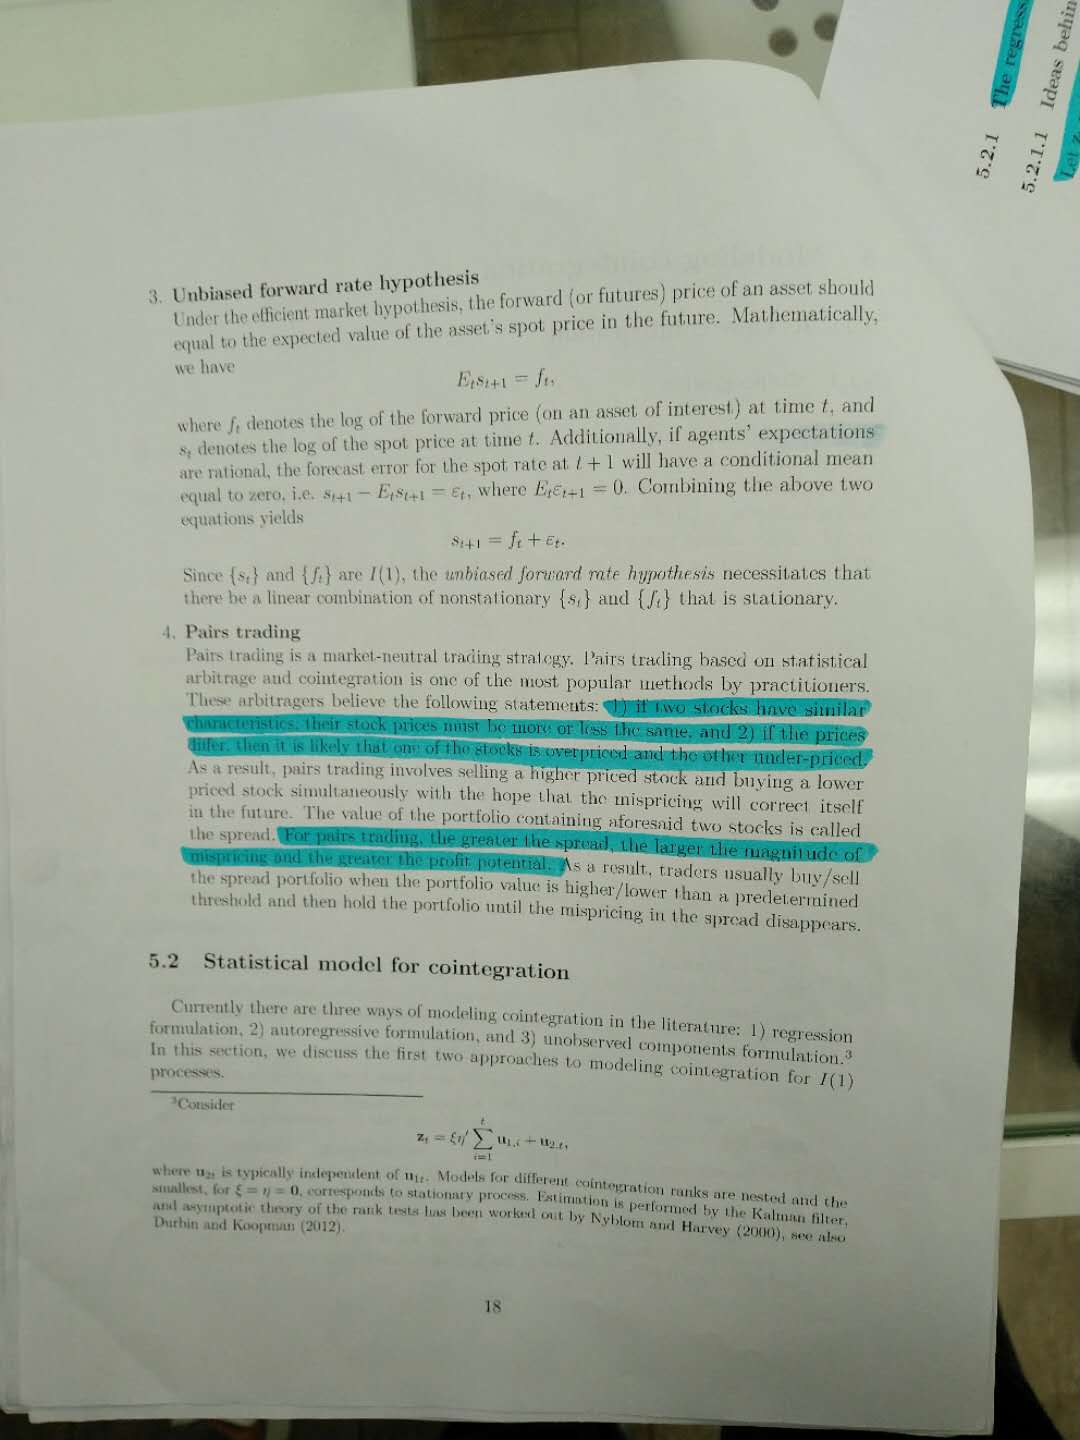 3. Unbiased forward rate hypothesis
Under the efficient market hypothesis, the forward (or futures) price of an asset should
equal to the expected value of the asset's spot price in the future. Mathematically,
we have
E_t s_{t+1} = f_t,
where f_t denotes the log of the forward price (on an asset of interest) at time t, and
s_t denotes the log of the spot price at time t. Additionally, if agents' expectations
are rational, the forecast error for the spot rate at t + 1 will have a conditional mean
equal to zero, i.e. s_{t+1} − E_t s_{t+1} = ε_t, where E_t ε_{t+1} = 0. Combining the above two
equations yields
s_{t+1} = f_t + ε_t.
Since {s_t} and {f_t} are I(1), the unbiased forward rate hypothesis necessitates that
there be a linear combination of nonstationary {s_t} and {f_t} that is stationary.
4. Pairs trading
Pairs trading is a market-neutral trading strategy. Pairs trading based on statistical
arbitrage and cointegration is one of the most popular methods by practitioners.
These arbitragers believe the following statements: 1) if two stocks have similar
characteristics, their stock prices must be more or less the same, and 2) if the prices
differ, then it is likely that one of the stocks is overpriced and the other under-priced.
As a result, pairs trading involves selling a higher priced stock and buying a lower
priced stock simultaneously with the hope that the mispricing will correct itself
in the future. The value of the portfolio containing aforesaid two stocks is called
the spread. For pairs trading, the greater the spread, the larger the magnitude of
mispricing and the greater the profit potential. As a result, traders usually buy/sell
the spread portfolio when the portfolio value is higher/lower than a predetermined
threshold and then hold the portfolio until the mispricing in the spread disappears.
5.2 Statistical model for cointegration
Currently there are three ways of modeling cointegration in the literature: 1) regression
formulation, 2) autoregressive formulation, and 3) unobserved components formulation.³
In this section, we discuss the first two approaches to modeling cointegration for I(1)
processes.
³Consider
z_t = ξη′ ∑_{i=1}^{t} u_{1,i} + u_{2,t},
where u_{2t} is typically independent of u_{1t}. Models for different cointegration ranks are nested and the
smallest, for ξ = η = 0, corresponds to stationary process. Estimation is performed by the Kalman filter,
and asymptotic theory of the rank tests has been worked out by Nyblom and Harvey (2000), see also
Durbin and Koopman (2012).
18
5.2.1 The regress
5.2.1.1 Ideas behin
Let z